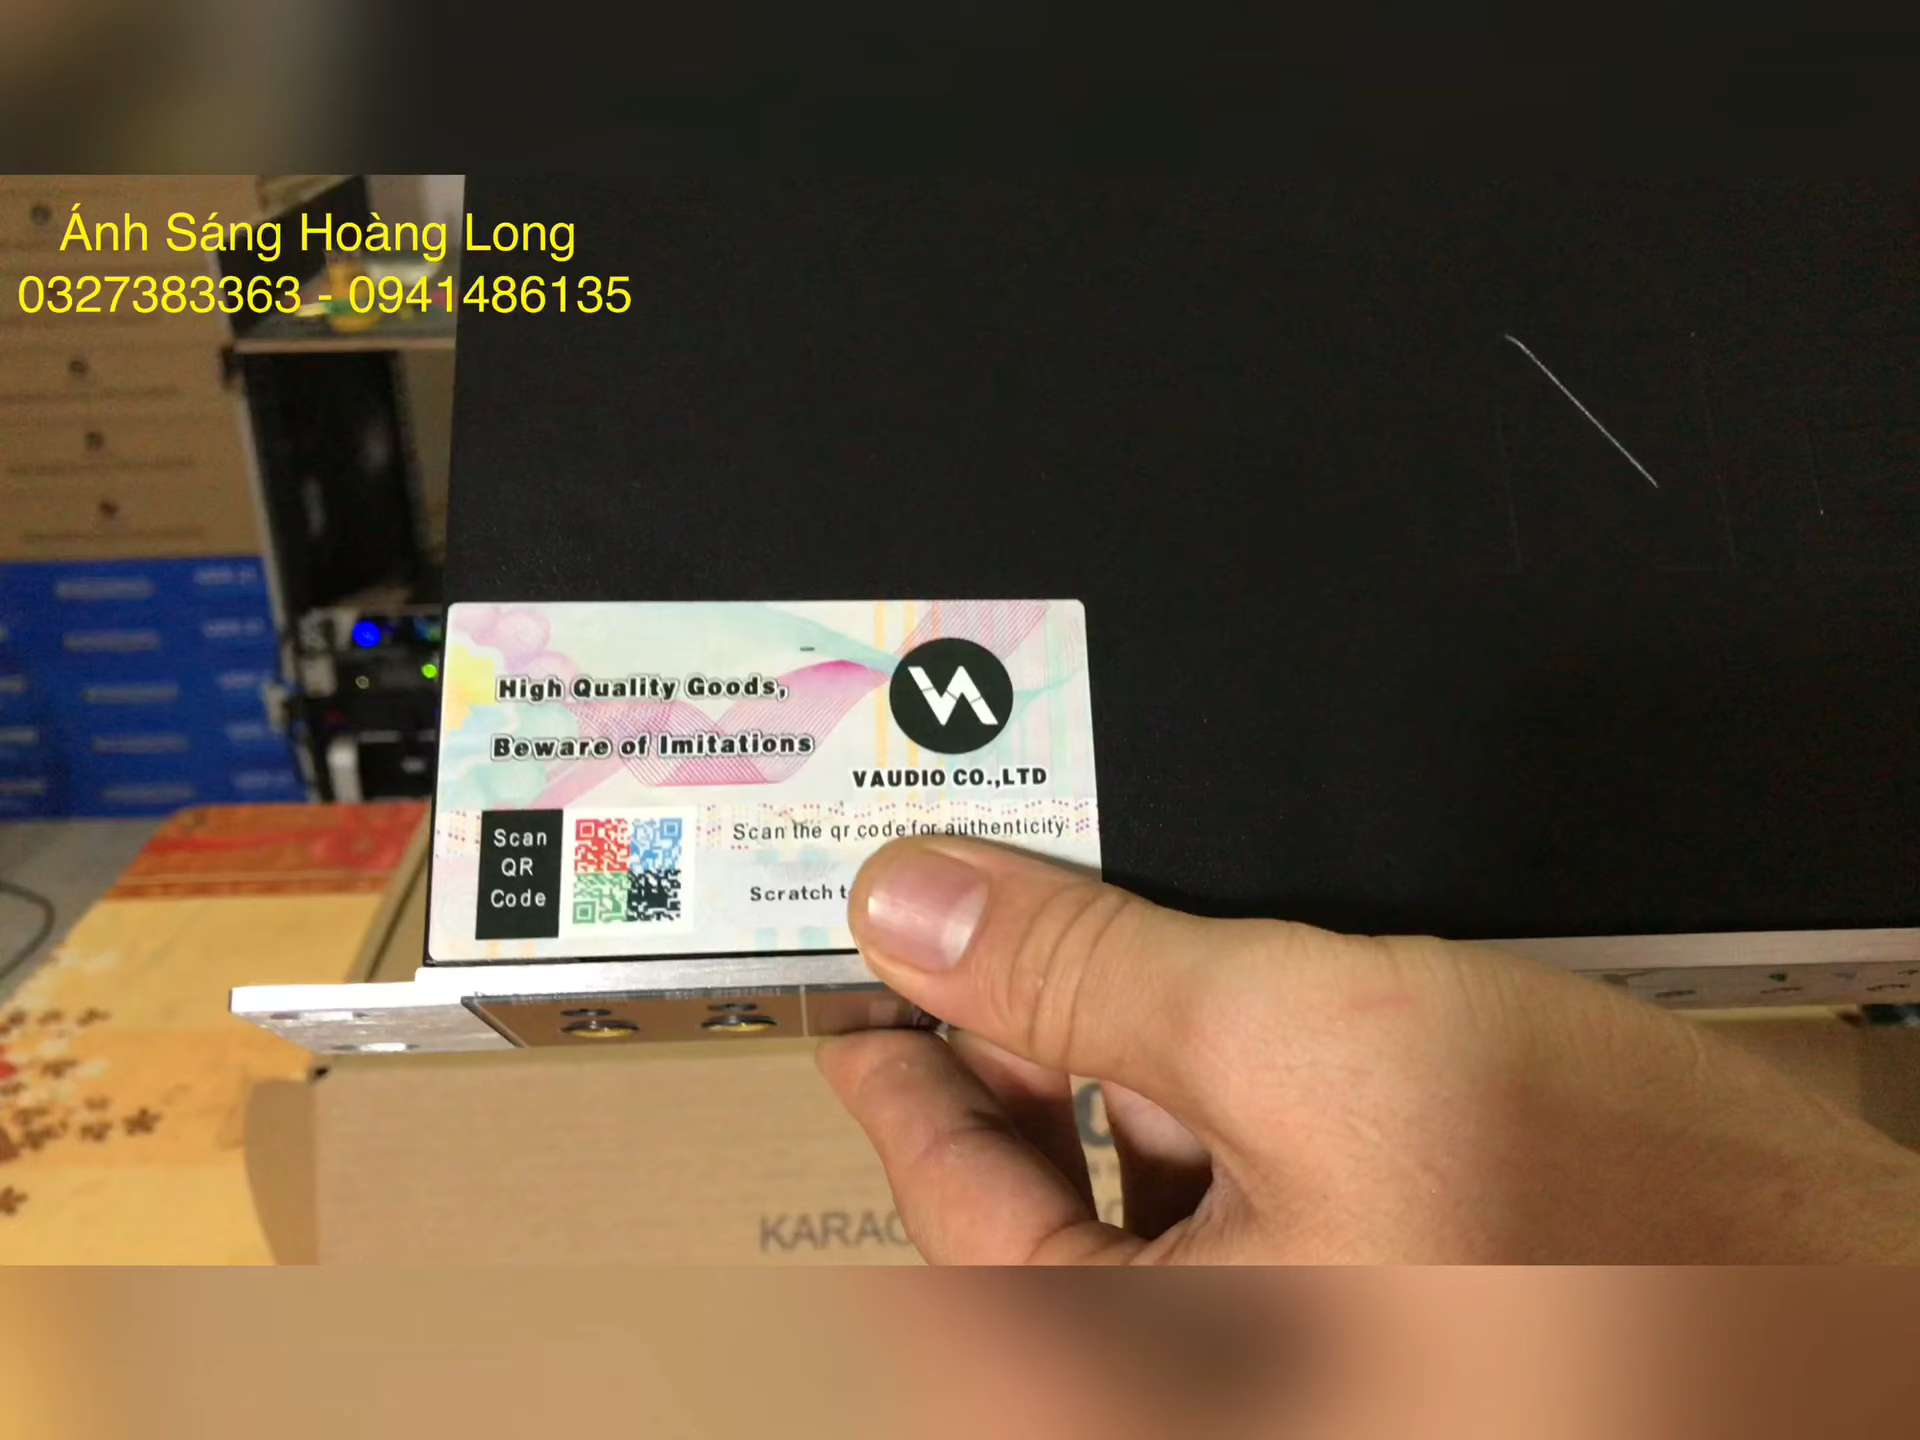 Ánh Sáng Hoàng Long
0327383363 - 0941486135
High Quality Goods,
Beware of Imitations
VAUDIO CO.,LTD
Scan
QR
Code
Scan the qr code for authenticity
Scratch